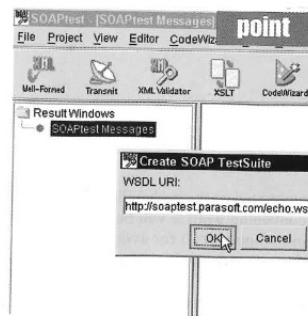 SOAPtest - [SOAPtest Messages]
point
File Project View Editor CodeWiz
Well-Formed Transmit XML Validator XSLT CodeWizard
Result Windows
SOAPtest Messages
Create SOAP TestSuite
WSDL URI:
http://soaptest.parasoft.com/echo.ws
OK Cancel